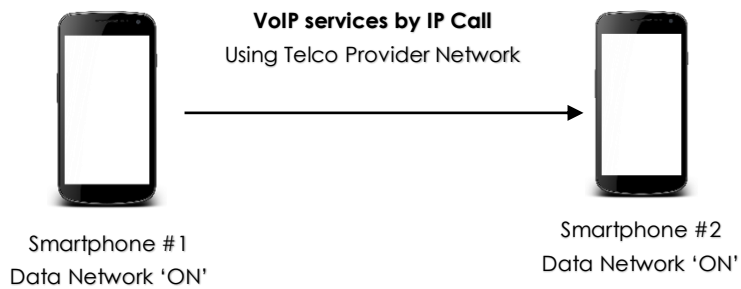 VoIP services by IP Call
Using Telco Provider Network
Smartphone #1
Data Network ‘ON’
Smartphone #2
Data Network ‘ON’